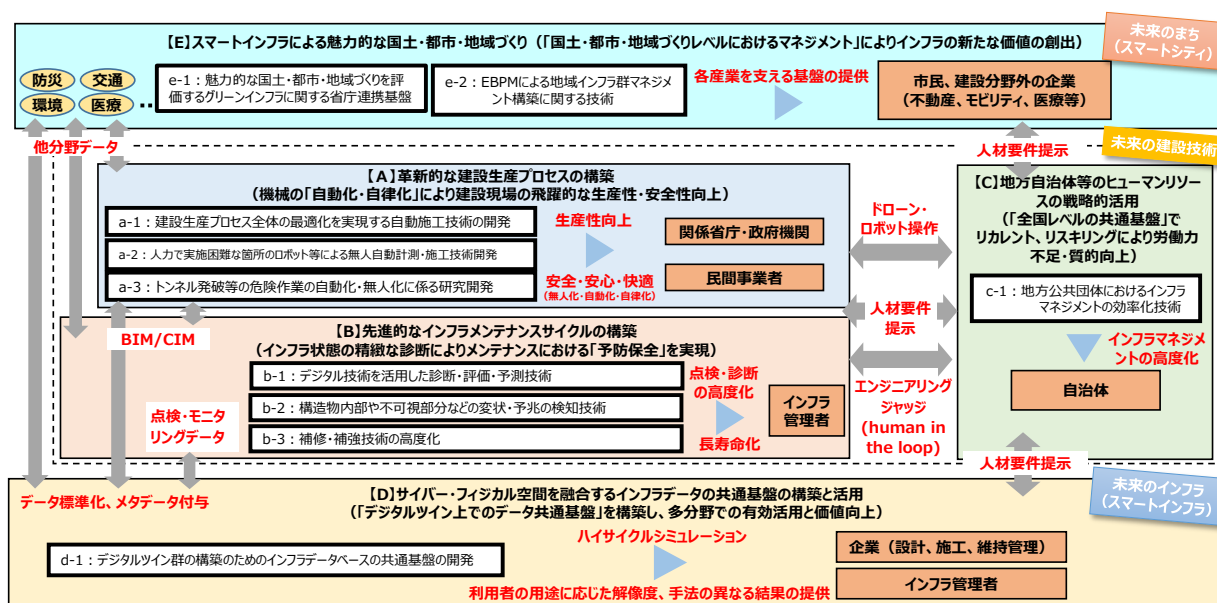 【E】スマートインフラによる魅力的な国土・都市・地域づくり（「国土・都市・地域づくりレベルにおけるマネジメント」によりインフラの新たな価値の創出）
未来のまち
（スマートシティ）
防災
交通
環境
医療
‥
e-1：魅力的な国土・都市・地域づくりを評
価するグリーンインフラに関する省庁連携基盤
e-2：EBPMによる地域インフラ群マネジメ
ント構築に関する技術
各産業を支える基盤の提供
市民、建設分野外の企業
（不動産、モビリティ、医療等）
他分野データ
人材要件提示
未来の建設技術
【A】革新的な建設生産プロセスの構築
（機械の「自動化・自律化」により建設現場の飛躍的な生産性・安全性向上）
a-1：建設生産プロセス全体の最適化を実現する自動施工技術の開発
a-2：人力で実施困難な箇所のロボット等による無人自動計測・施工技術開発
a-3：トンネル発破等の危険作業の自動化・無人化に係る研究開発
生産性向上
安全・安心・快適
（無人化・自動化・自律化）
関係省庁・政府機関
民間事業者
ドローン・
ロボット操作
【C】地方自治体等のヒューマンリソー
スの戦略的活用
（「全国レベルの共通基盤」で
リカレント、リスキリングにより労働力
不足・質的向上）
c-1：地方公共団体におけるインフラ
マネジメントの効率化技術
インフラマネジメ
ントの高度化
自治体
人材要件
提示
BIM/CIM
【B】先進的なインフラメンテナンスサイクルの構築
（インフラ状態の精緻な診断によりメンテナンスにおける「予防保全」を実現）
b-1：デジタル技術を活用した診断・評価・予測技術
b-2：構造物内部や不可視部分などの変状・予兆の検知技術
b-3：補修・補強技術の高度化
点検・診断
の高度化
長寿命化
インフラ
管理者
エンジニアリング
ジャッジ
(human in
the loop)
点検・モニタ
リングデータ
人材要件提示
データ標準化、メタデータ付与
未来のインフラ
（スマートインフラ）
【D】サイバー・フィジカル空間を融合するインフラデータの共通基盤の構築と活用
（「デジタルツイン上でのデータ共通基盤」を構築し、多分野での有効活用と価値向上）
d-1：デジタルツイン群の構築のためのインフラデータベースの共通基盤の開発
ハイサイクルシミュレーション
利用者の用途に応じた解像度、手法の異なる結果の提供
企業（設計、施工、維持管理）
インフラ管理者